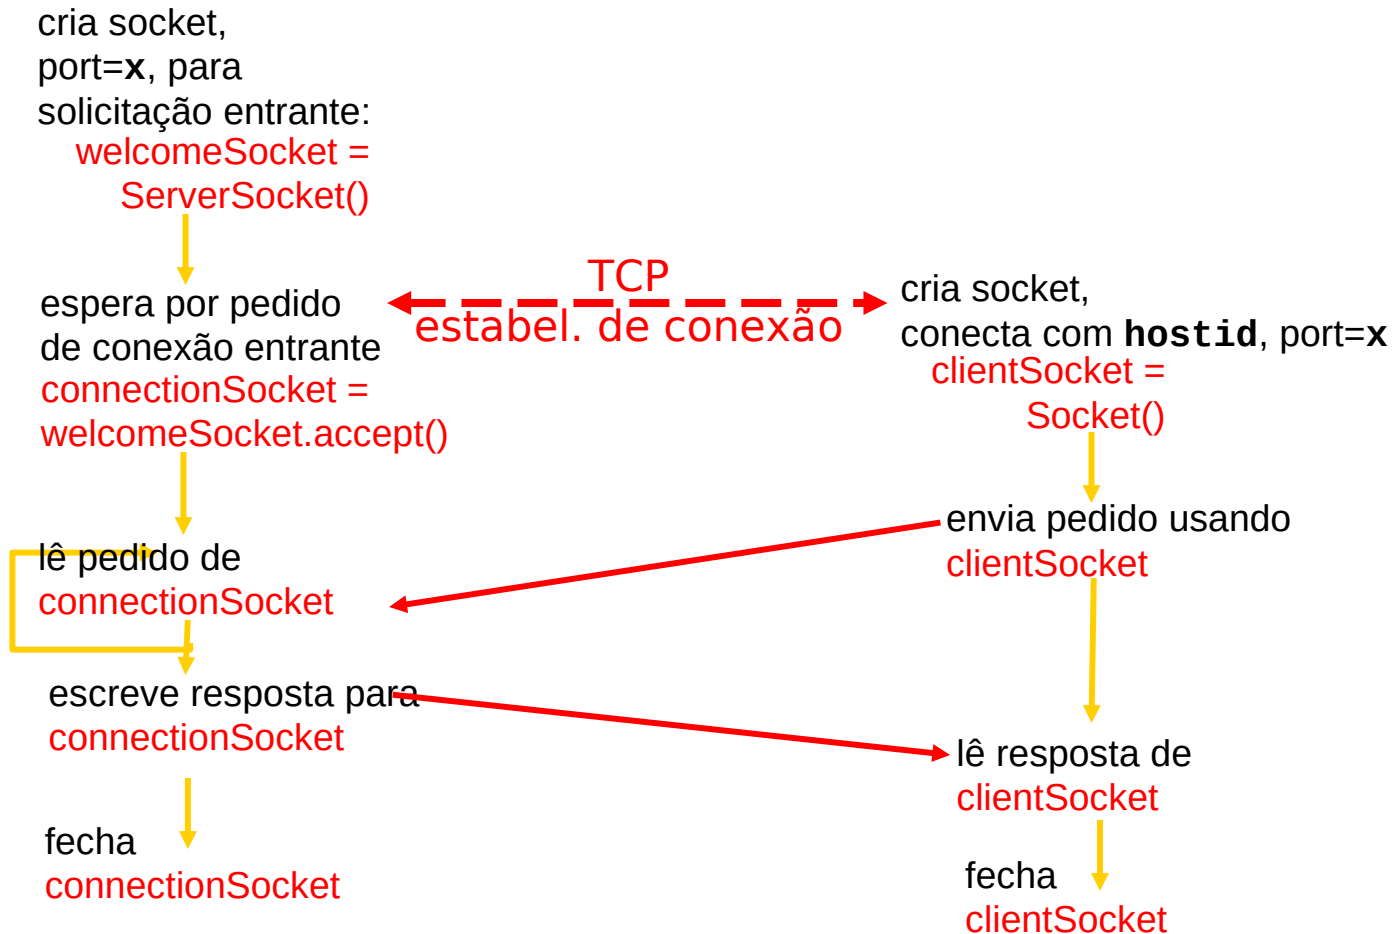 cria socket,
port=x, para
solicitação entrante:
welcomeSocket =
ServerSocket()
TCP
estabel. de conexão
espera por pedido
de conexão entrante
connectionSocket =
welcomeSocket.accept()
cria socket,
conecta com hostid, port=x
clientSocket =
Socket()
envia pedido usando
clientSocket
lê pedido de
connectionSocket
escreve resposta para
connectionSocket
lê resposta de
clientSocket
fecha
connectionSocket
fecha
clientSocket